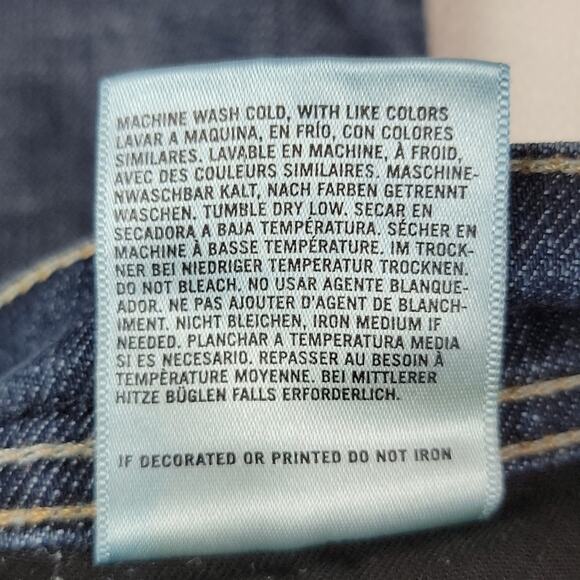 MACHINE WASH COLD, WITH LIKE COLORS
LAVAR A MAQUINA, EN FRÍO, CON COLORES
SIMILARES. LAVABLE EN MACHINE, À FROID,
AVEC DES COULEURS SIMILAIRES. MASCHINE-
NWASCHBAR KALT, NACH FARBEN GETRENNT
WASCHEN. TUMBLE DRY LOW. SECAR EN
SECADORA A BAJA TEMPERATURA. SÉCHER EN
MACHINE À BASSE TEMPÉRATURE. IM TROCK-
NER BEI NIEDRIGER TEMPERATUR TROCKNEN.
DO NOT BLEACH. NO USAR AGENTE BLANQUE-
ADOR. NE PAS AJOUTER D'AGENT DE BLANCH-
IMENT. NICHT BLEICHEN, IRON MEDIUM IF
NEEDED. PLANCHAR A TEMPERATURA MEDIA
SI ES NECESARIO. REPASSER AU BESOIN À
TEMPÈRATURE MOYENNE. BEI MITTLERER
HITZE BÜGLEN FALLS ERFORDERLICH.
IF DECORATED OR PRINTED DO NOT IRON